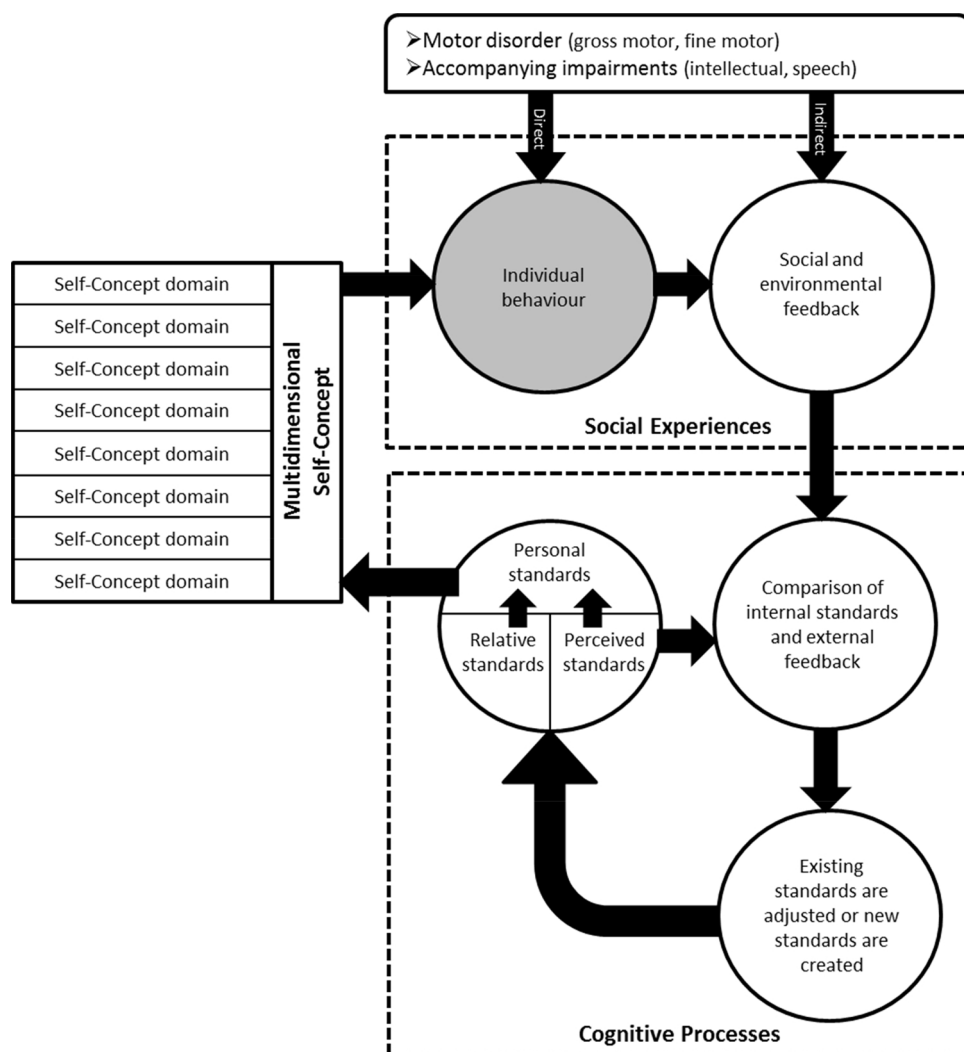 ➢Motor disorder (gross motor, fine motor)
➢Accompanying impairments (intellectual, speech)
Direct
Indirect
Individual
behaviour
Social and
environmental
feedback
Social Experiences
Self-Concept domain
Self-Concept domain
Self-Concept domain
Self-Concept domain
Self-Concept domain
Self-Concept domain
Self-Concept domain
Self-Concept domain
Multidimensional
Self-Concept
Personal
standards
Relative
standards
Perceived
standards
Comparison of
internal standards
and external
feedback
Existing
standards are
adjusted or new
standards are
created
Cognitive Processes